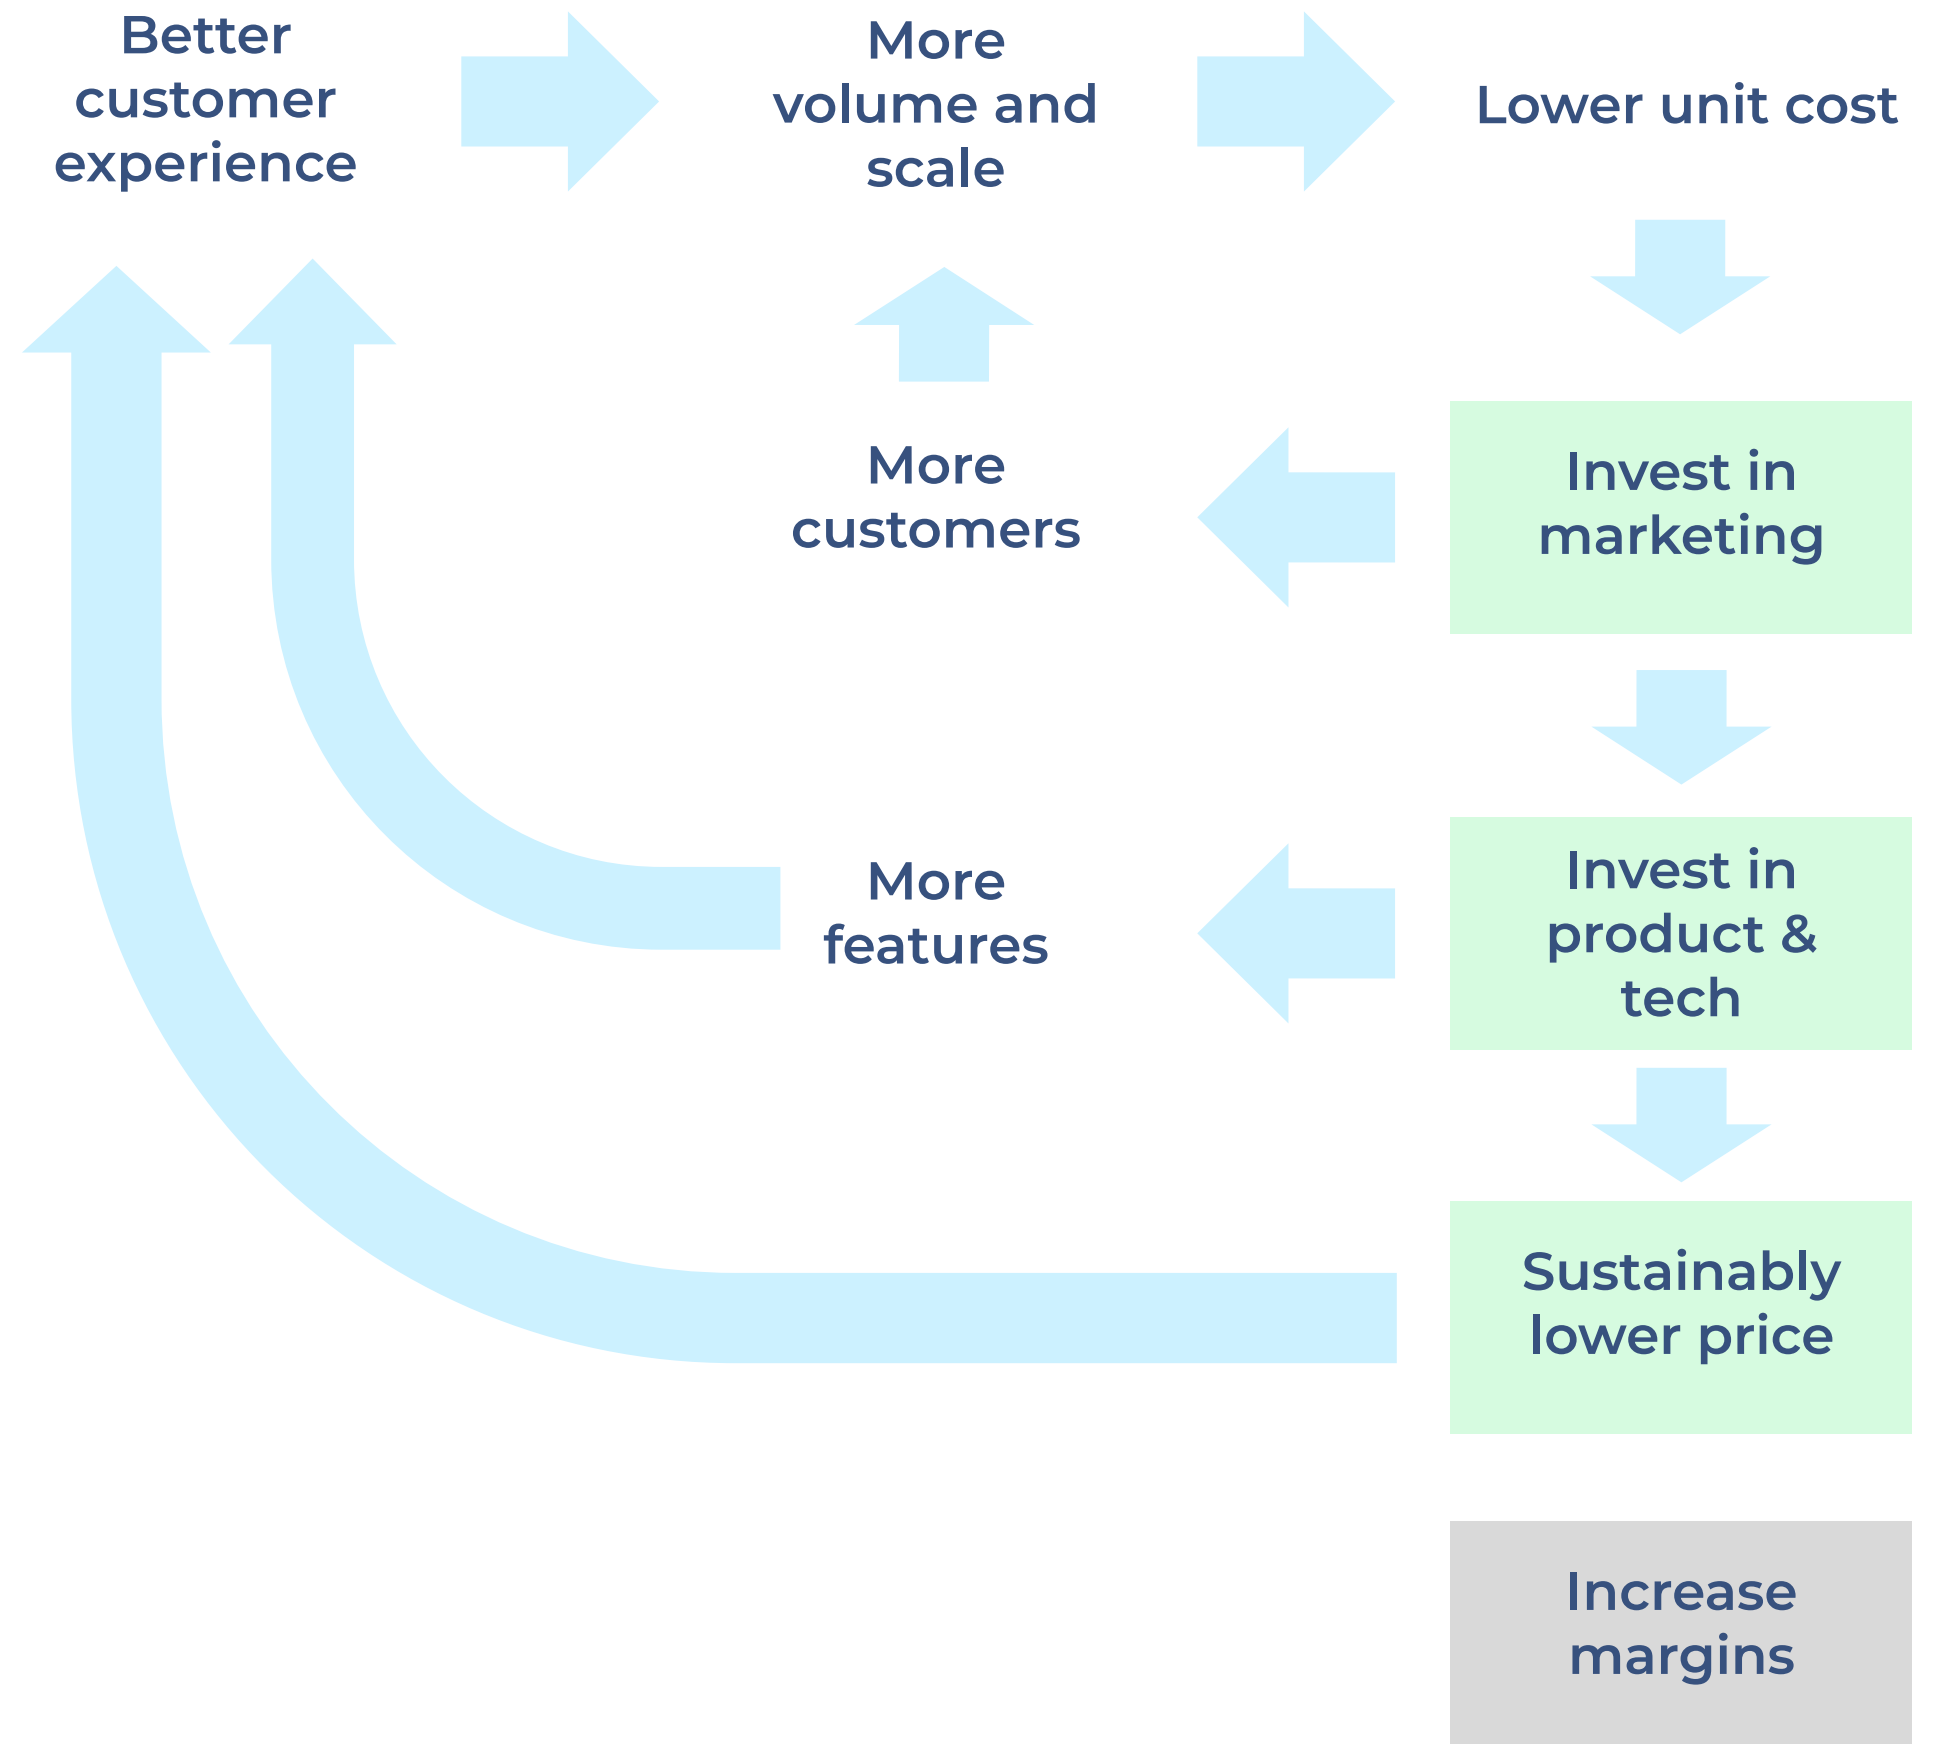 Better
customer
experience
More
volume and
scale
Lower unit cost
More
customers
Invest in
marketing
More
features
Invest in
product &
tech
Sustainably
lower price
Increase
margins